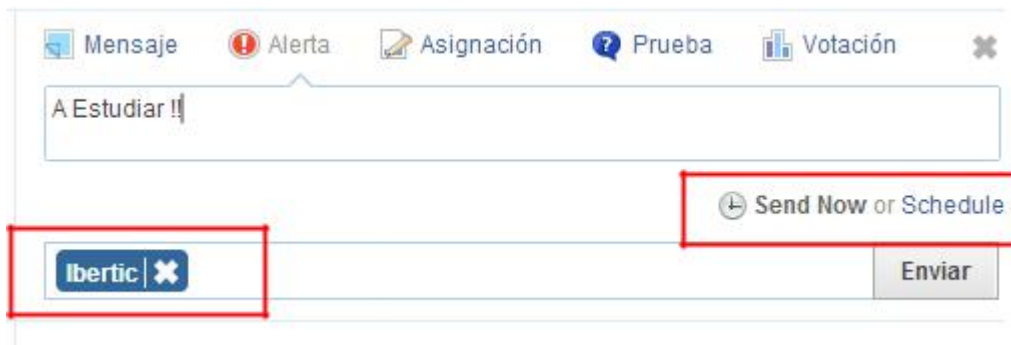 Mensaje Alerta Asignación Prueba Votación
A Estudiar !!
Send Now or Schedule
Ibertic Enviar